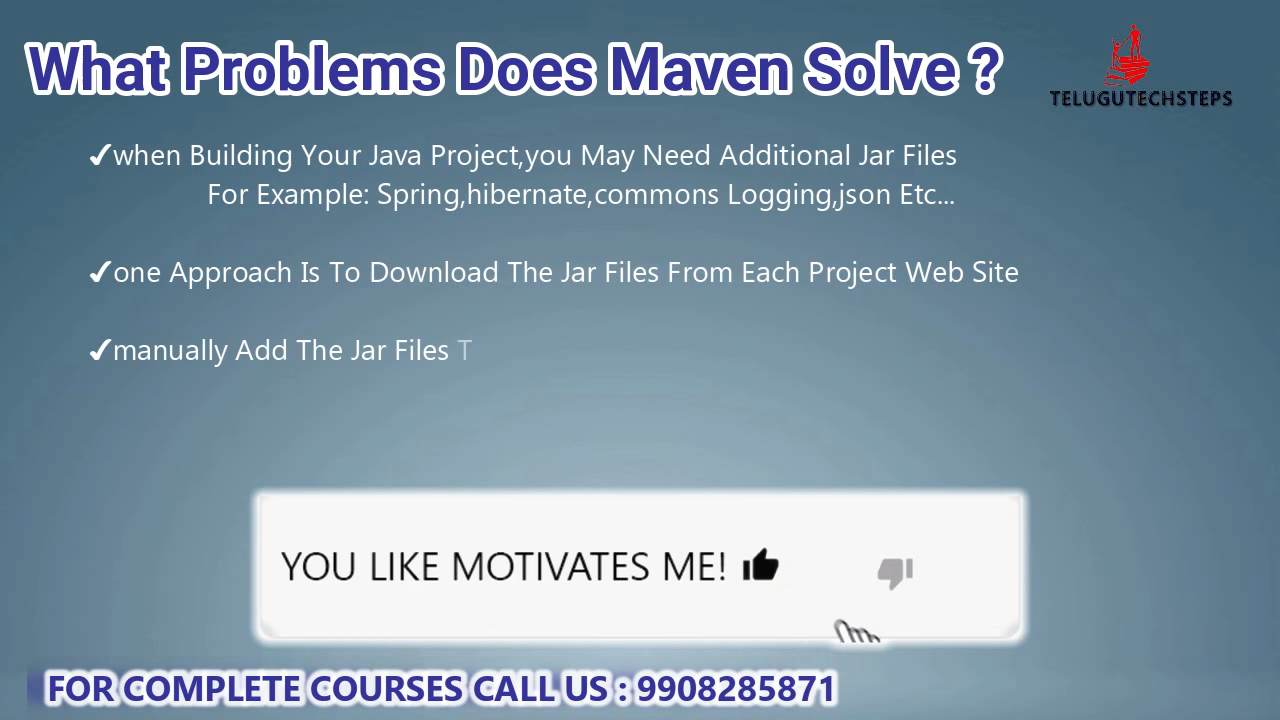 What Problems Does Maven Solve ?
TELUGUTECHSTEPS
✔when Building Your Java Project,you May Need Additional Jar Files
For Example: Spring,hibernate,commons Logging,json Etc...
✔one Approach Is To Download The Jar Files From Each Project Web Site
✔manually Add The Jar Files T
YOU LIKE MOTIVATES ME!
FOR COMPLETE COURSES CALL US : 9908285871